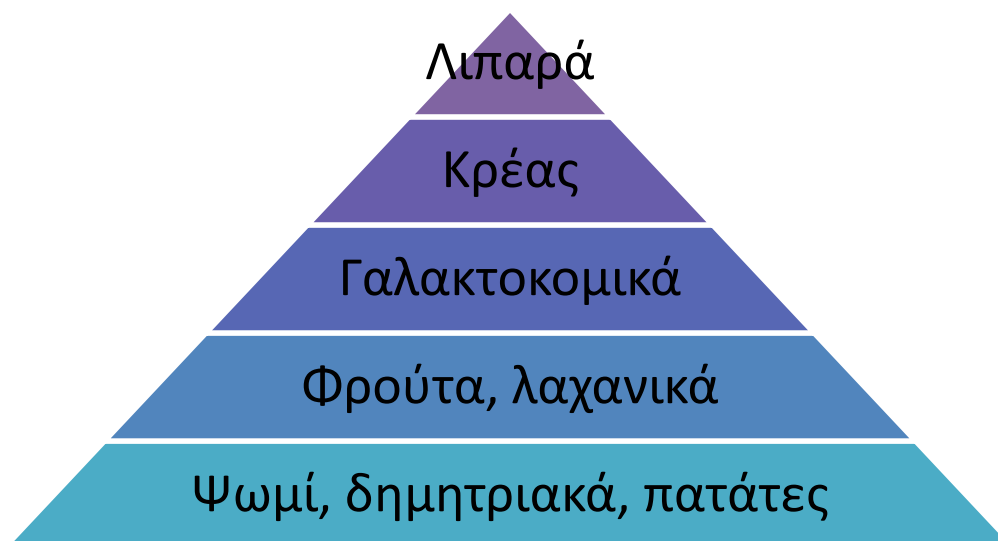 Λιπαρά
Κρέας
Γαλακτοκομικά
Φρούτα, λαχανικά
Ψωμί, δημητριακά, πατάτες